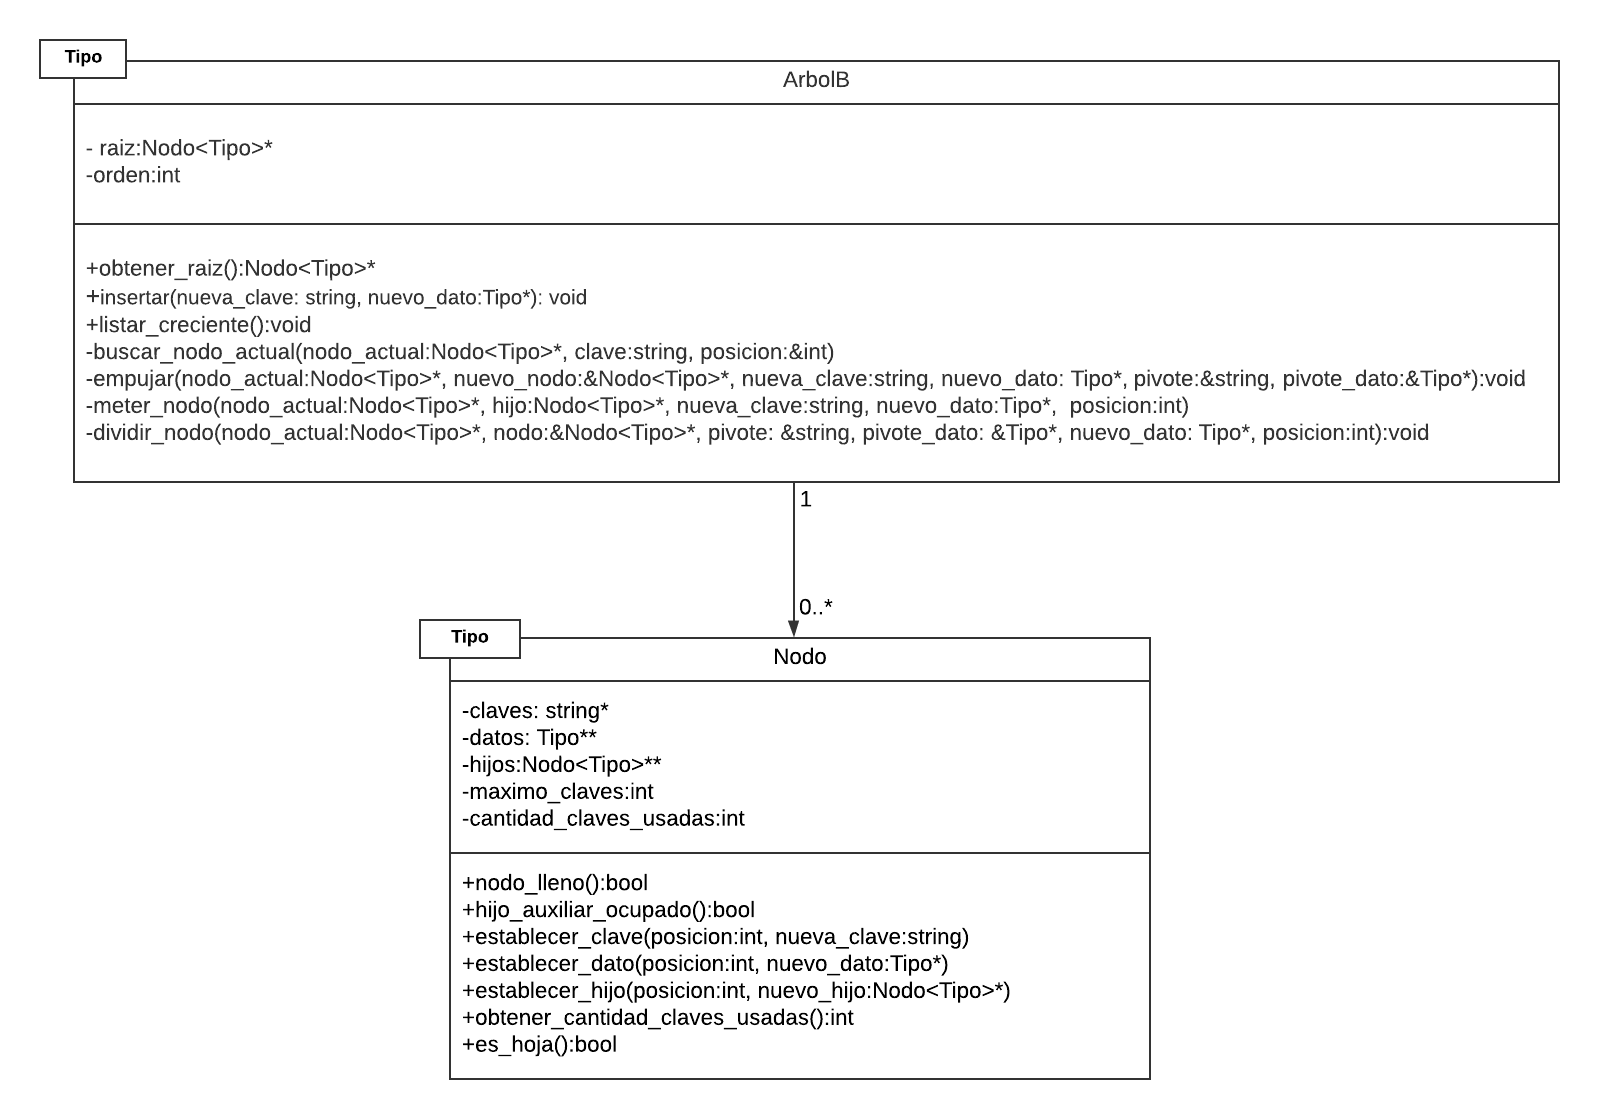 Tipo
ArbolB
- raiz:Nodo<Tipo>*
-orden:int
+obtener_raiz():Nodo<Tipo>*
+insertar(nueva_clave: string, nuevo_dato:Tipo*): void
+listar_creciente():void
-buscar_nodo_actual(nodo_actual:Nodo<Tipo>*, clave:string, posicion:&int)
-empujar(nodo_actual:Nodo<Tipo>*, nuevo_nodo:&Nodo<Tipo>*, nueva_clave:string, nuevo_dato: Tipo*, pivote:&string, pivote_dato:&Tipo*):void
-meter_nodo(nodo_actual:Nodo<Tipo>*, hijo:Nodo<Tipo>*, nueva_clave:string, nuevo_dato:Tipo*,  posicion:int)
-dividir_nodo(nodo_actual:Nodo<Tipo>*, nodo:&Nodo<Tipo>*, pivote: &string, pivote_dato: &Tipo*, nuevo_dato: Tipo*, posicion:int):void
1
0..*
Tipo
Nodo
-claves: string*
-datos: Tipo**
-hijos:Nodo<Tipo>**
-maximo_claves:int
-cantidad_claves_usadas:int
+nodo_lleno():bool
+hijo_auxiliar_ocupado():bool
+establecer_clave(posicion:int, nueva_clave:string)
+establecer_dato(posicion:int, nuevo_dato:Tipo*)
+establecer_hijo(posicion:int, nuevo_hijo:Nodo<Tipo>*)
+obtener_cantidad_claves_usadas():int
+es_hoja():bool